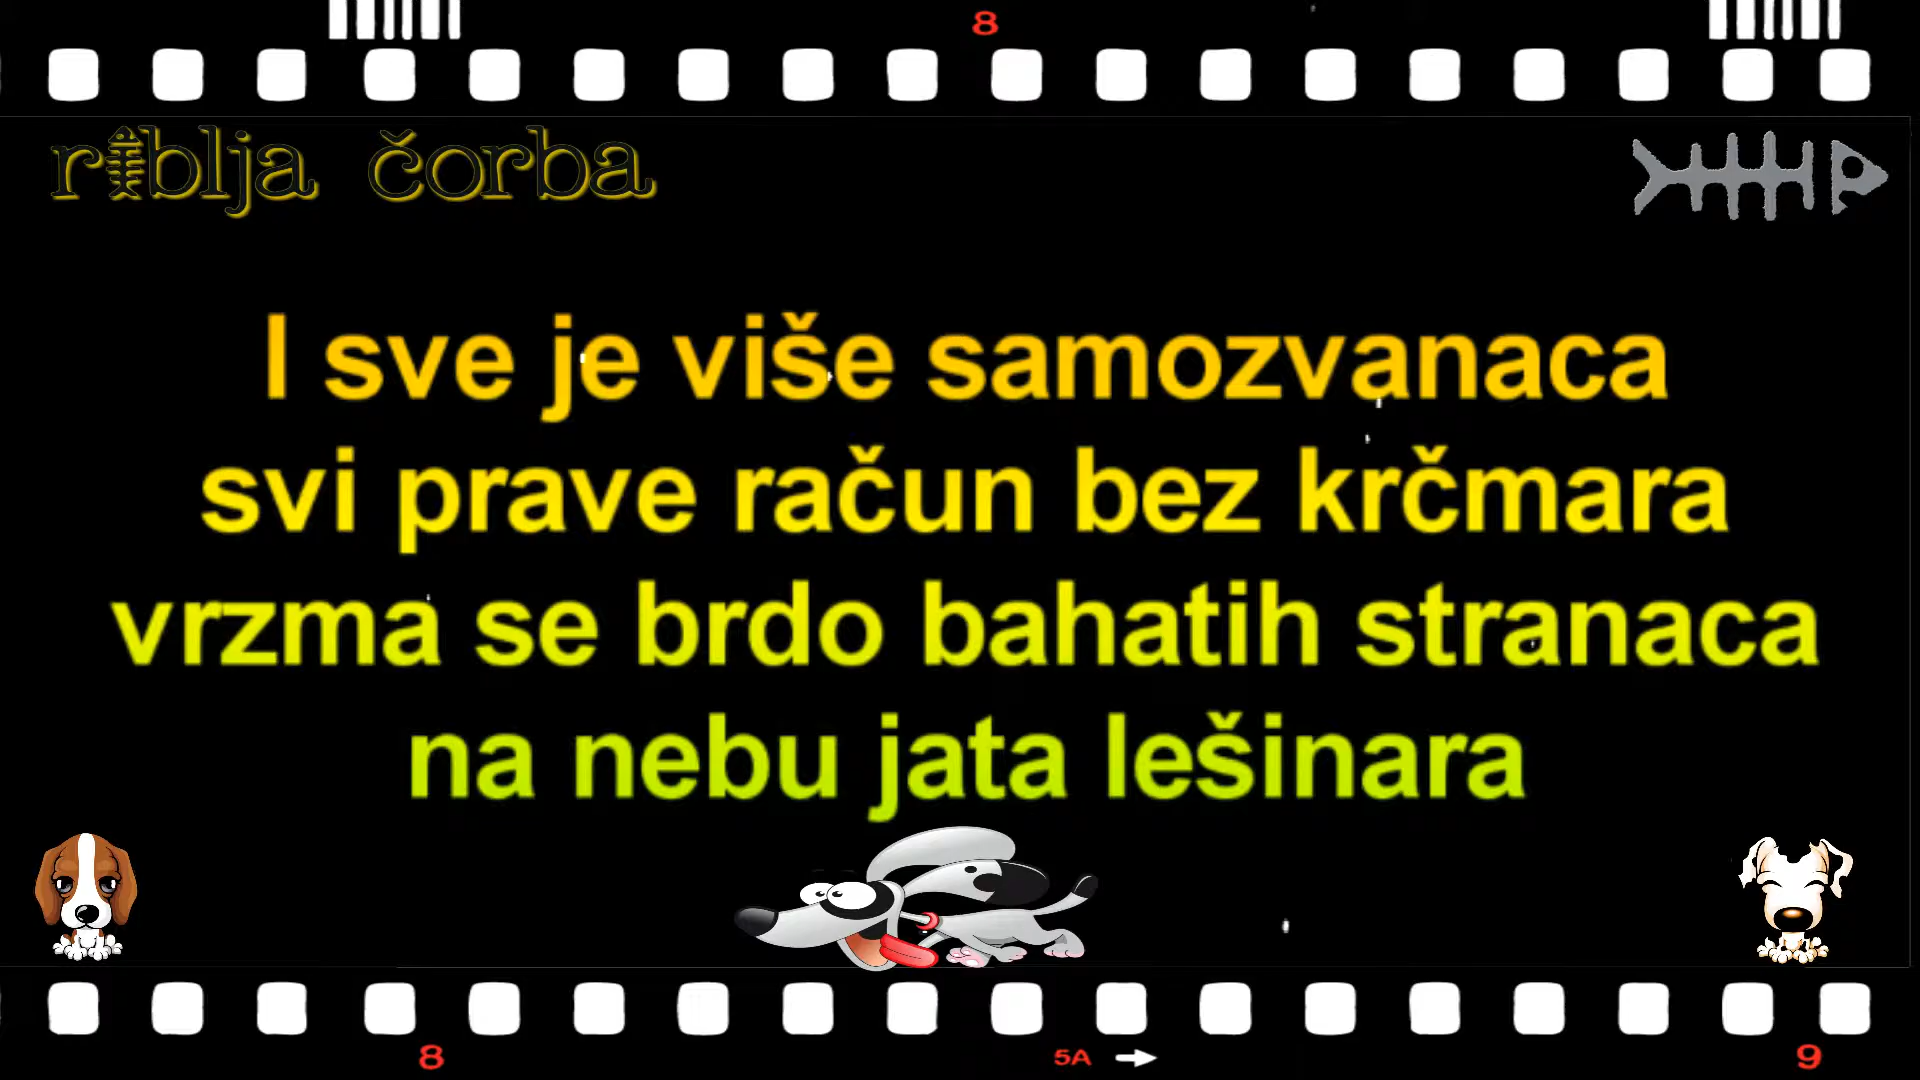 8
riblja čorba
I sve je više samozvanaca
svi prave račun bez krčmara
vrzma se brdo bahatih stranaca
na nebu jata lešinara
8
5A
9